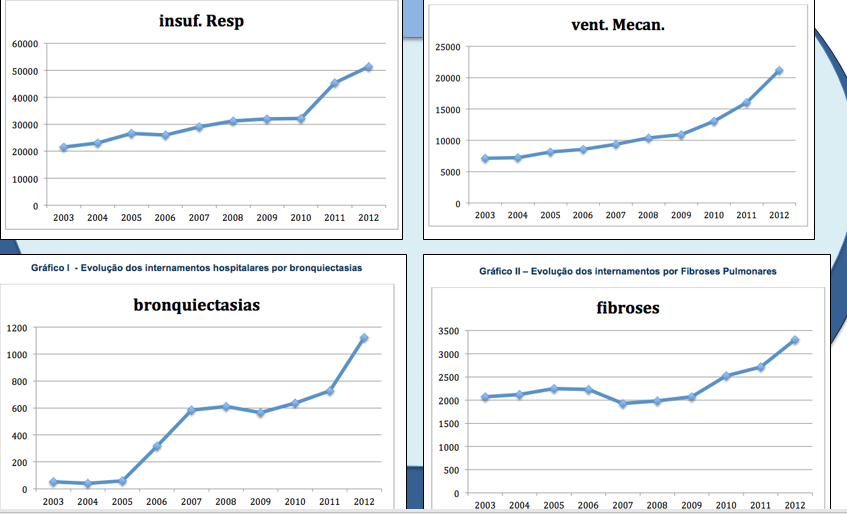 insuf. Resp
60000
50000
40000
30000
20000
10000
0
2003 2004 2005 2006 2007 2008 2009 2010 2011 2012
vent. Mecan.
25000
20000
15000
10000
5000
0
2003 2004 2005 2006 2007 2008 2009 2010 2011 2012
Gráfico I - Evolução dos internamentos hospitalares por bronquiectasias
bronquiectasias
1200
1000
800
600
400
200
0
2003 2004 2005 2006 2007 2008 2009 2010 2011 2012
Gráfico II – Evolução dos internamentos por Fibroses Pulmonares
fibroses
3500
3000
2500
2000
1500
1000
500
0
2003 2004 2005 2006 2007 2008 2009 2010 2011 2012